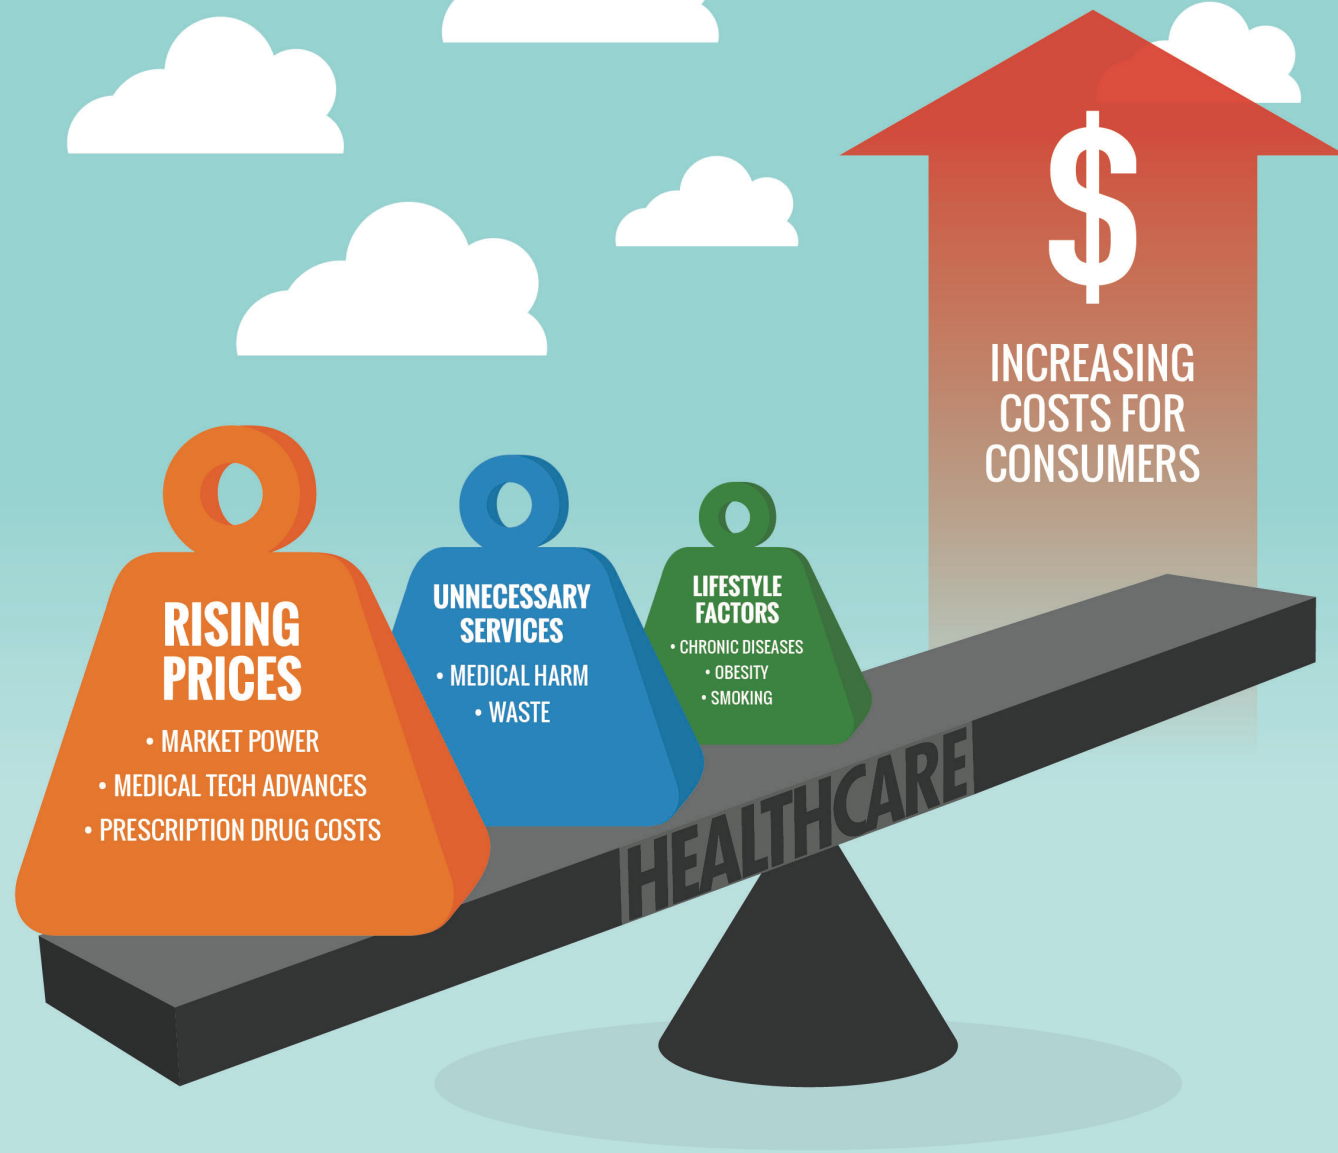 $
INCREASING
COSTS FOR
CONSUMERS
RISING
PRICES
• MARKET POWER
• MEDICAL TECH ADVANCES
• PRESCRIPTION DRUG COSTS
UNNECESSARY
SERVICES
• MEDICAL HARM
• WASTE
LIFESTYLE
FACTORS
• CHRONIC DISEASES
• OBESITY
• SMOKING
HEALTHCARE